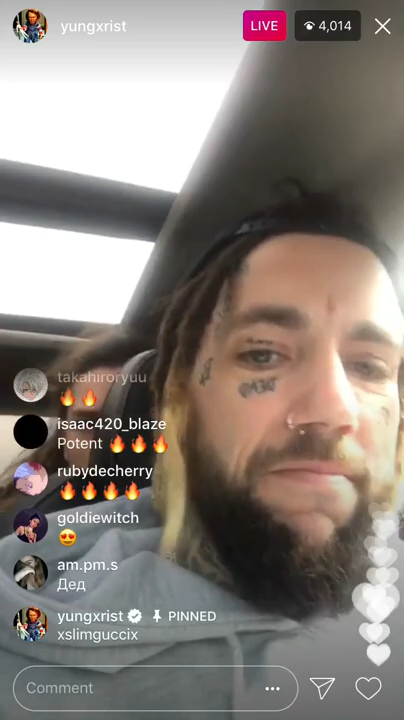 yungxrist
LIVE
4,014
takahiroryuu
🔥 🔥
isaac420_blaze
Potent 🔥 🔥 🔥
rubydecherry
🔥🔥🔥🔥
goldiewitch
😍
am.pm.s
Дед
yungxrist PINNED
xslimguccix
Comment